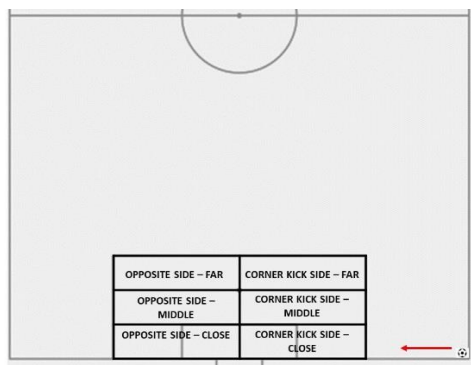 OPPOSITE SIDE – FAR
CORNER KICK SIDE – FAR
OPPOSITE SIDE –
MIDDLE
CORNER KICK SIDE –
MIDDLE
OPPOSITE SIDE – CLOSE
CORNER KICK SIDE –
CLOSE